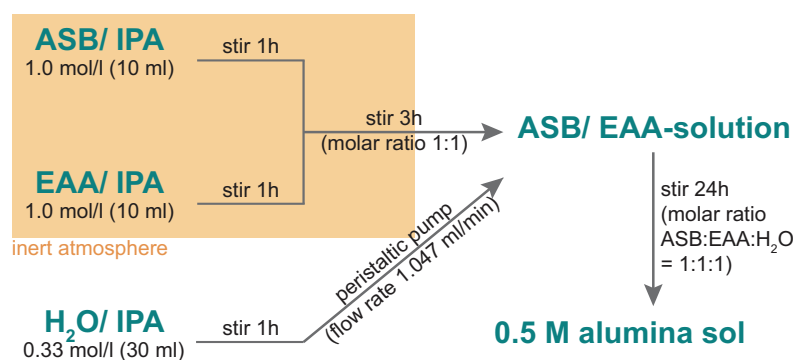 ASB/ IPA
1.0 mol/l (10 ml)
stir 1h
stir 3h
(molar ratio 1:1)
ASB/ EAA-solution
EAA/ IPA
1.0 mol/l (10 ml)
stir 1h
inert atmosphere
peristaltic pump
(flow rate 1.047 ml/min)
stir 24h
(molar ratio
ASB:EAA:H₂O
= 1:1:1)
H₂O/ IPA
0.33 mol/l (30 ml)
stir 1h
0.5 M alumina sol